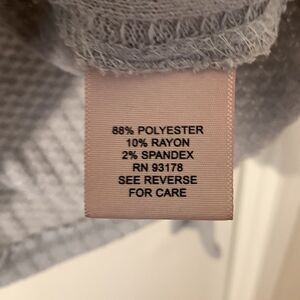 88% POLYESTER
10% RAYON
2% SPANDEX
RN 93178
SEE REVERSE
FOR CARE